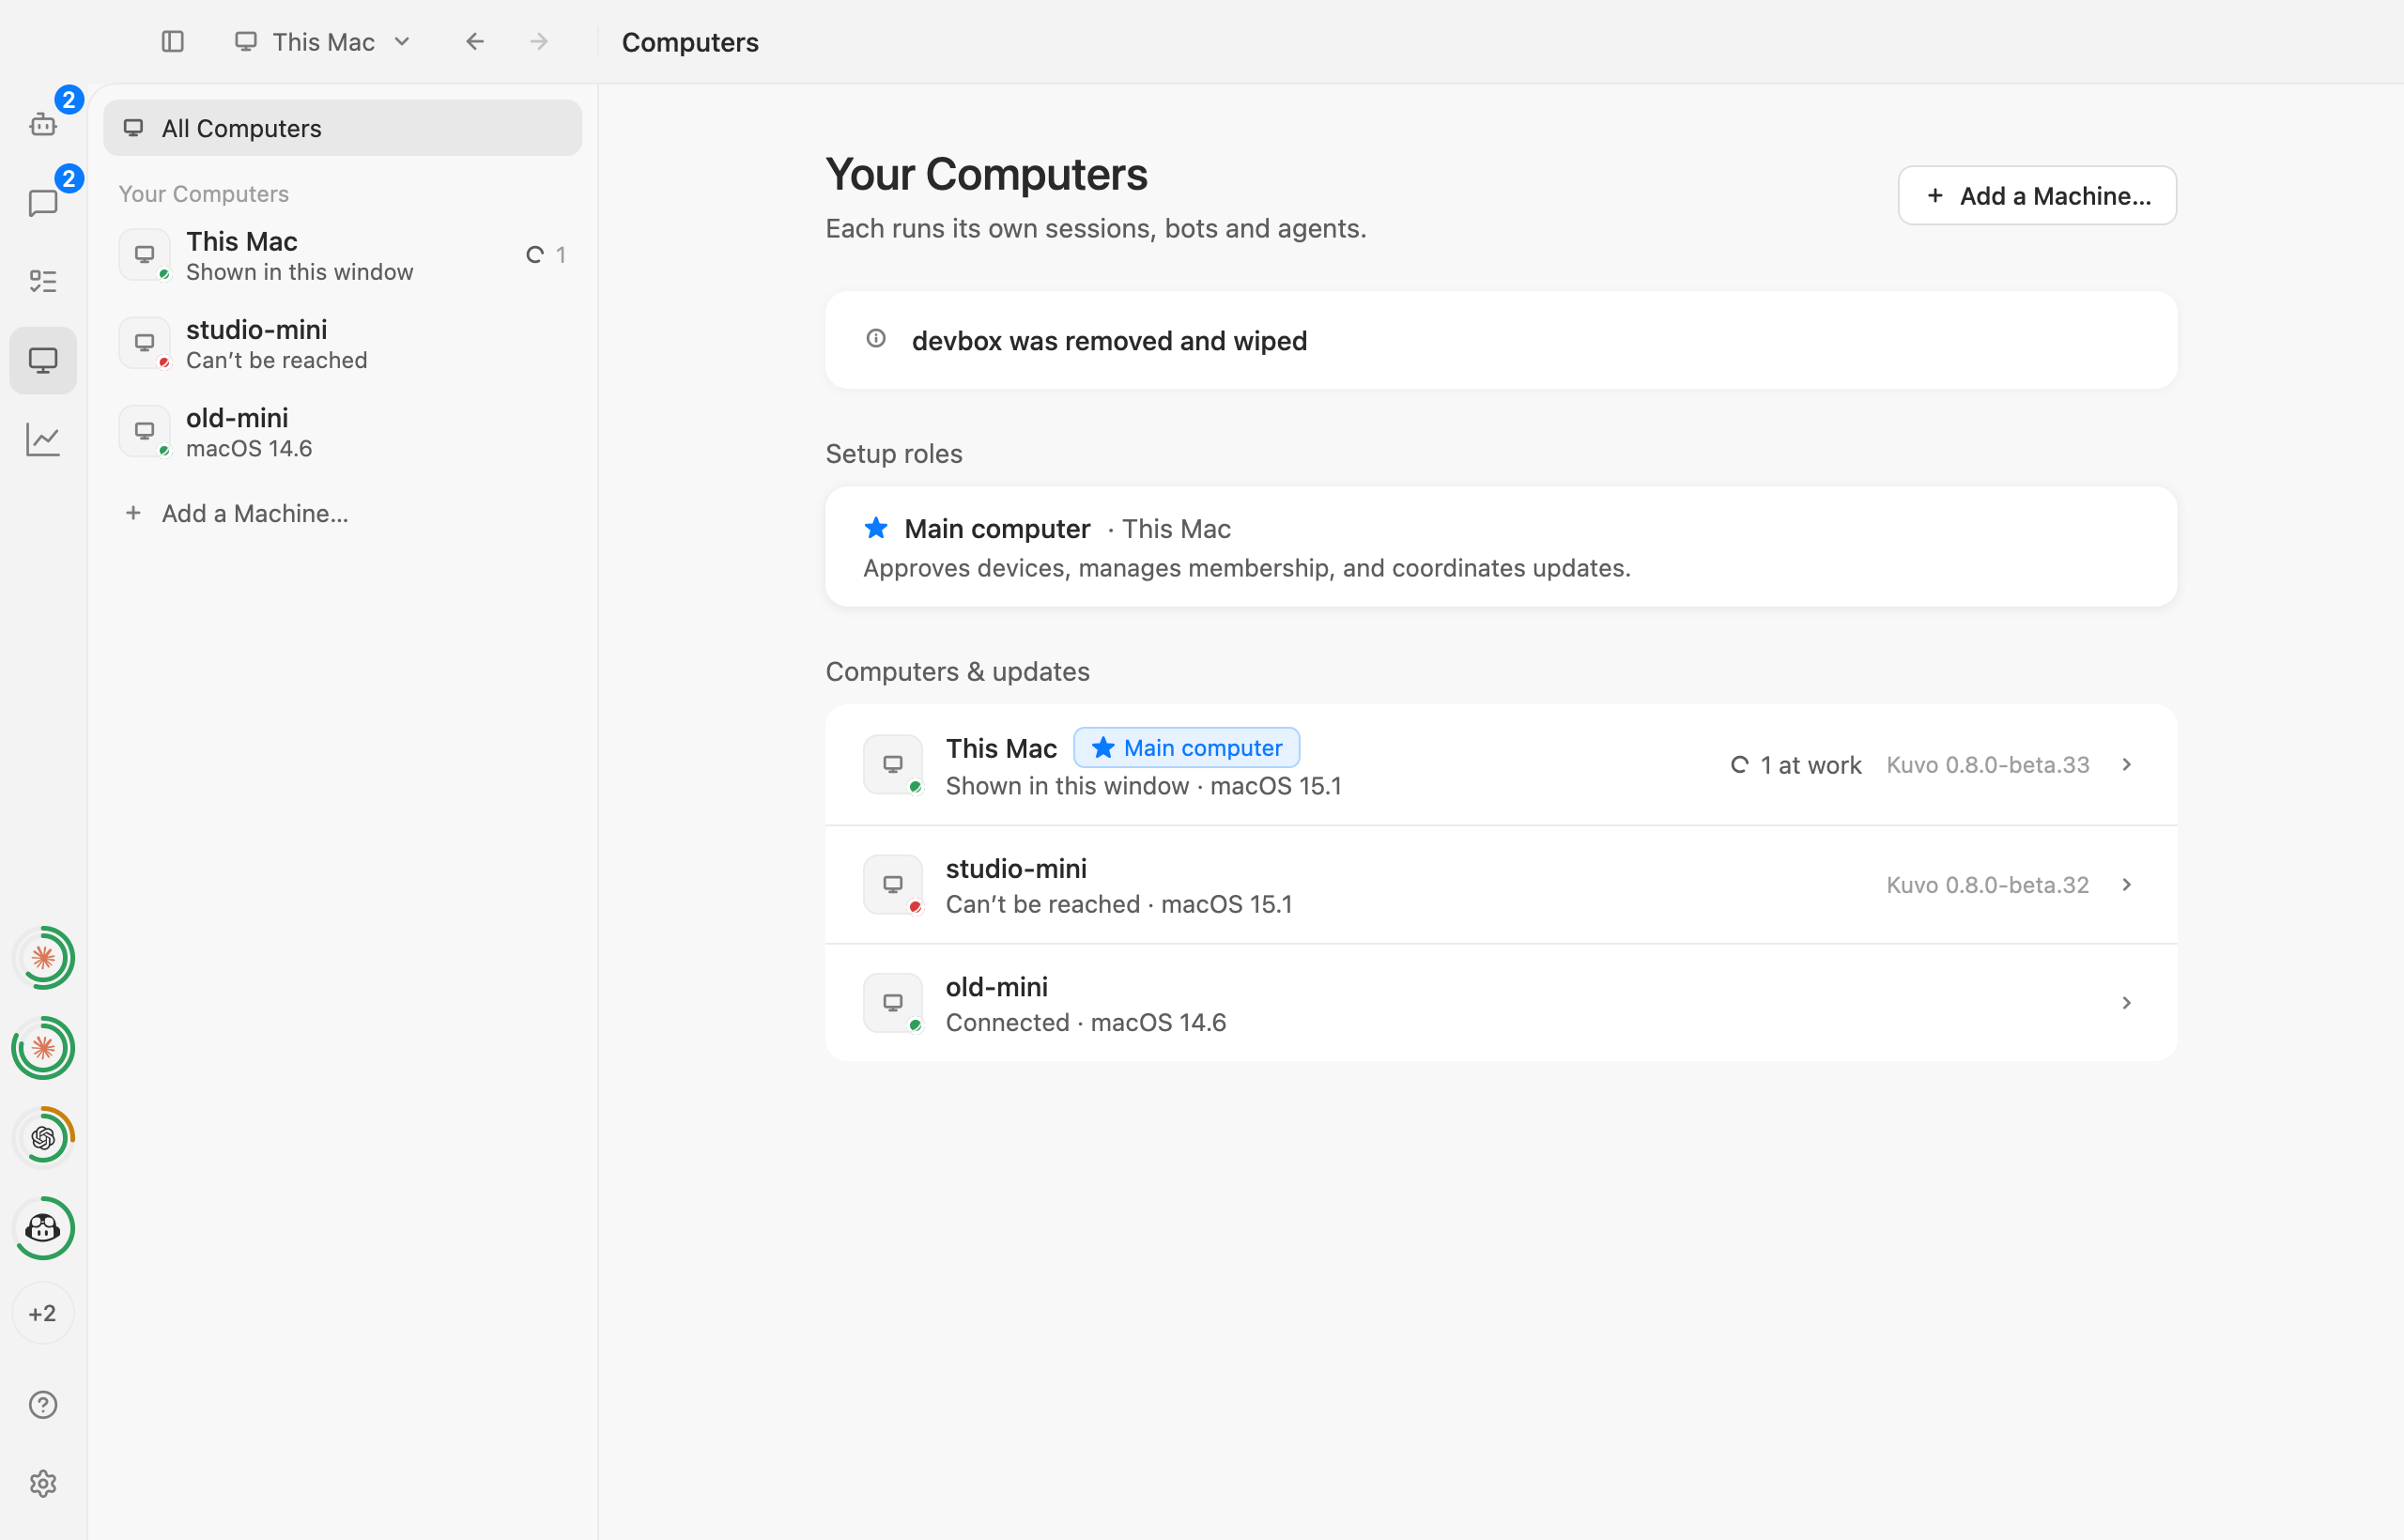 This Mac
Computers
2
2
All Computers
Your Computers
This Mac
1
Shown in this window
studio-mini
Can’t be reached
old-mini
macOS 14.6
Add a Machine...
Your Computers
Each runs its own sessions, bots and agents.
+ Add a Machine...
devbox was removed and wiped
Setup roles
Main computer · This Mac
Approves devices, manages membership, and coordinates updates.
Computers & updates
This Mac Main computer
Shown in this window · macOS 15.1
1 at work Kuvo 0.8.0-beta.33
studio-mini
Can’t be reached · macOS 15.1
Kuvo 0.8.0-beta.32
old-mini
Connected · macOS 14.6
+2